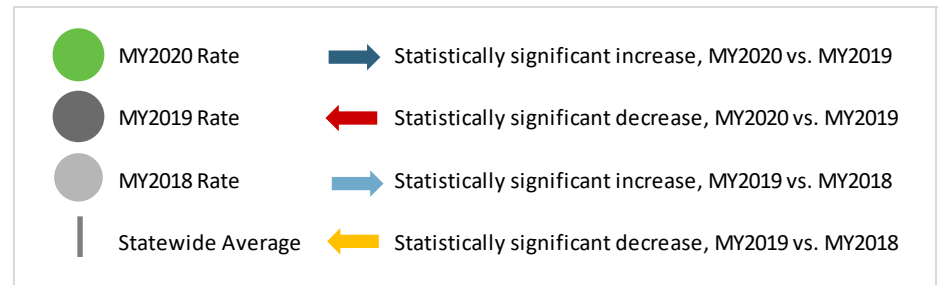 MY2020 Rate Statistically significant increase, MY2020 vs. MY2019
MY2019 Rate Statistically significant decrease, MY2020 vs. MY2019
MY2018 Rate Statistically significant increase, MY2019 vs. MY2018
Statewide Average Statistically significant decrease, MY2019 vs. MY2018